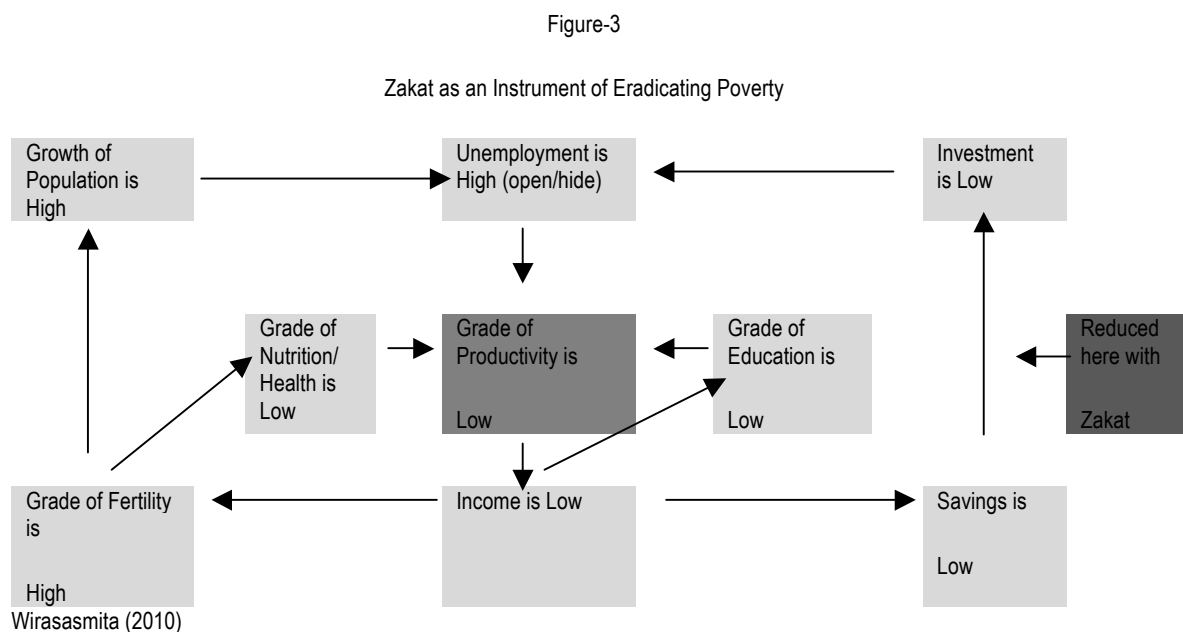 Figure-3
Zakat as an Instrument of Eradicating Poverty
Growth of
Population is
High
Unemployment is
High (open/hide)
Investment
is Low
Grade of
Nutrition/
Health is
Low
Grade of
Productivity is
Low
Grade of
Education is
Low
Reduced
here with
Zakat
Grade of Fertility
is
High
Income is Low
Savings is
Low
Wirasasmita (2010)